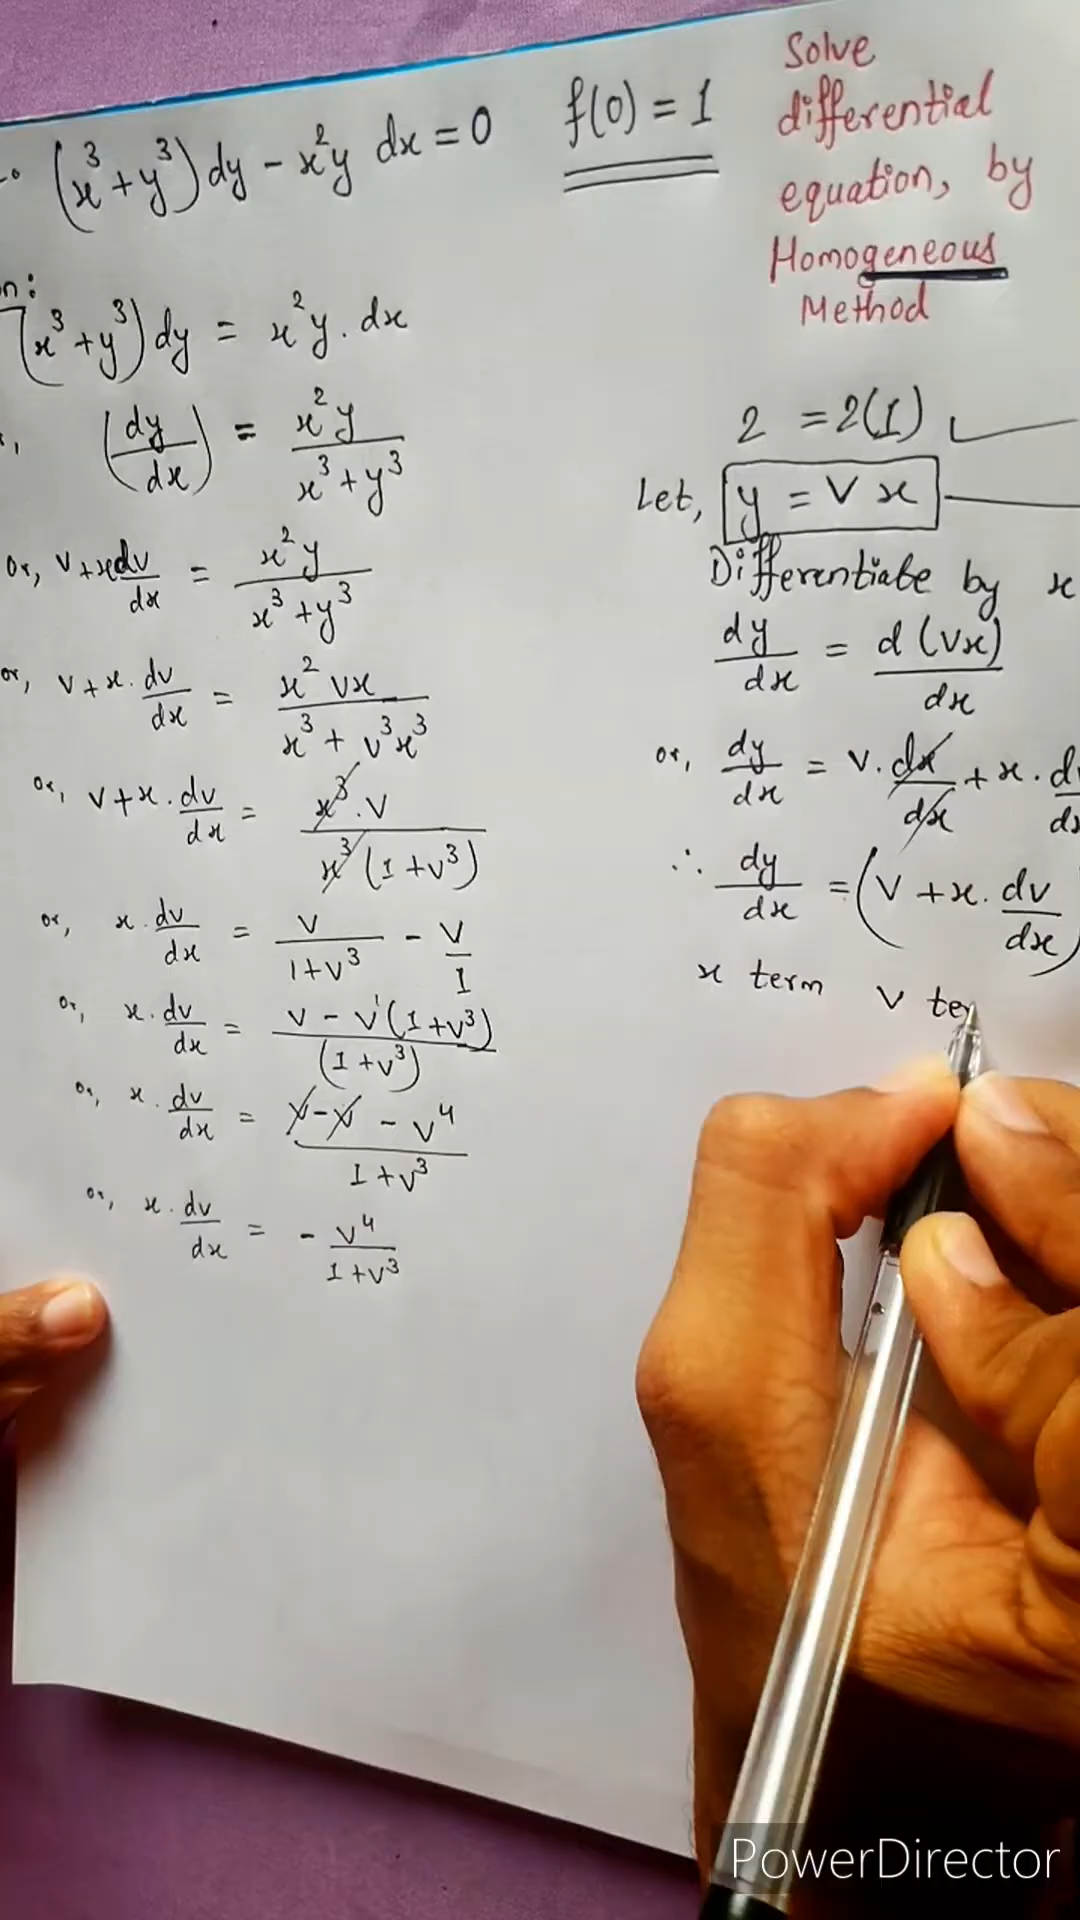 (x³+y³)dy - x²y dx = 0
f(0) = 1
Solve
differential
equation, by
Homogeneous
Method
(x³+y³)dy = x²y.dx
(dy/dx) = x²y/(x³+y³)
or, v+xdv/dx = x²y/(x³+y³)
or, v+x.dv/dx = x²vx/(x³+v³x³)
or, v+x.dv/dx = x³.v/(x³(1+v³))
or, x.dv/dx = v/(1+v³) - v/1
or, x.dv/dx = (v-v(1+v³))/(1+v³)
or, x.dv/dx = (v-v-v⁴)/(1+v³)
or, x.dv/dx = -v⁴/(1+v³)
2 = 2(1)
Let, y = vx
Differentiate by x
dy/dx = d(vx)/dx
or, dy/dx = v.dx/dx + x.
∴ dy/dx = (v+x.dv/dx)
x term v
PowerDirector